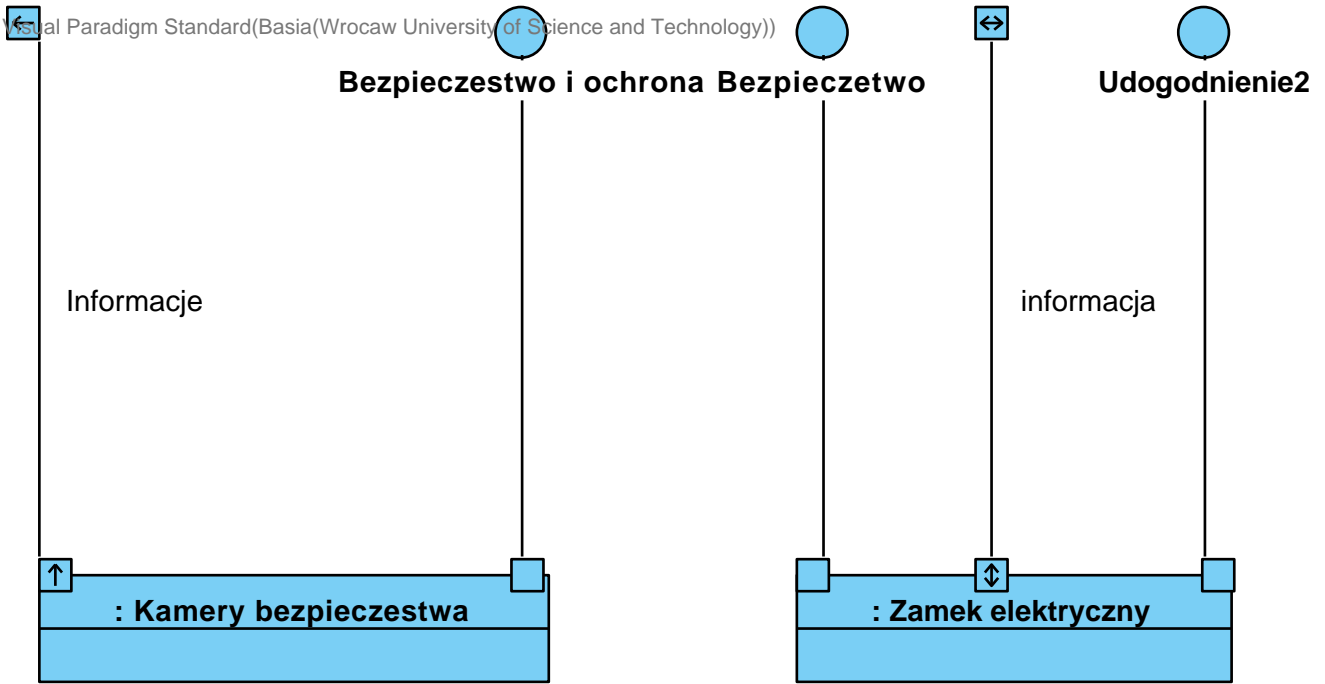 Visual Paradigm Standard(Basia(Wrocaw University of Science and Technology))
Bezpieczestwo i ochrona
Bezpieczetwo
Udogodnienie2
Informacje
informacja
: Kamery bezpieczestwa
: Zamek elektryczny